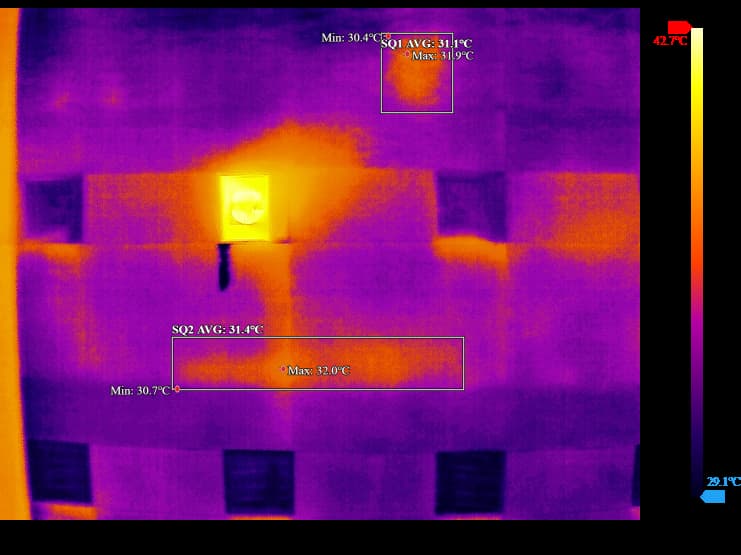 Min: 30.4°C
SQ1 AVG: 31.1°C
Max: 31.9°C
42.7°C
SQ2 AVG: 31.4°C
Max: 32.0°C
Min: 30.7°C
29.1°C